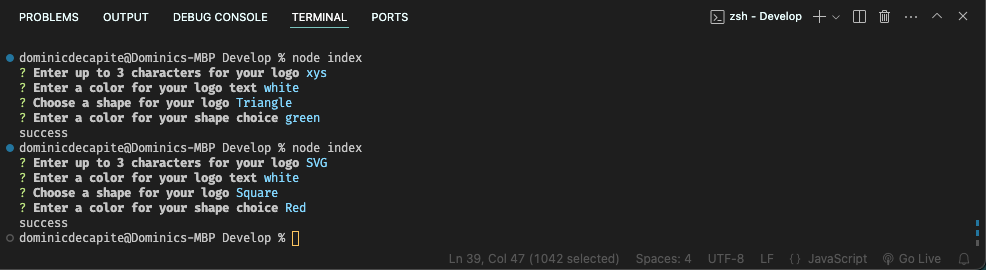 PROBLEMS OUTPUT DEBUG CONSOLE TERMINAL PORTS zsh - Develop
dominicdecapite@Dominics-MBP Develop % node index
? Enter up to 3 characters for your logo xys
? Enter a color for your logo text white
? Choose a shape for your logo Triangle
? Enter a color for your shape choice green
success
dominicdecapite@Dominics-MBP Develop % node index
? Enter up to 3 characters for your logo SVG
? Enter a color for your logo text white
? Choose a shape for your logo Square
? Enter a color for your shape choice Red
success
dominicdecapite@Dominics-MBP Develop %
Ln 39, Col 47 (1042 selected) Spaces: 4 UTF-8 LF {} JavaScript Go Live